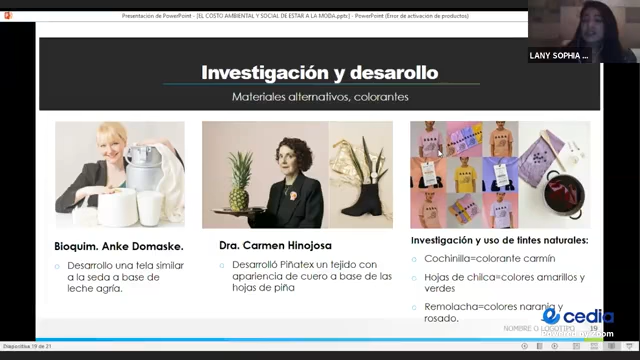 Presentación de PowerPoint - [EL COSTO AMBIENTAL Y SOCIAL DE ESTAR A LA MODA.pptx] - PowerPoint (Error de activación de productos)
LANY SOPHIA ...
Investigación y desarollo
Materiales alternativos, colorantes
Bioquim. Anke Domaske.
Desarrollo una tela similar
a la seda a base de
leche agría.
Dra. Carmen Hinojosa
Desarrolló Piñatex un tejido con
apariencia de cuero a base de las
hojas de piña
Investigación y uso de tintes naturales:
Cochinilla=colorante carmín
Hojas de chilca=colores amarillos y
verdes
Remolacha=colores naranja y
rosado.
cedia
NOMBRE O LOGOTIPO
19
Powered by Zoom
Diapositiva 19 de 21